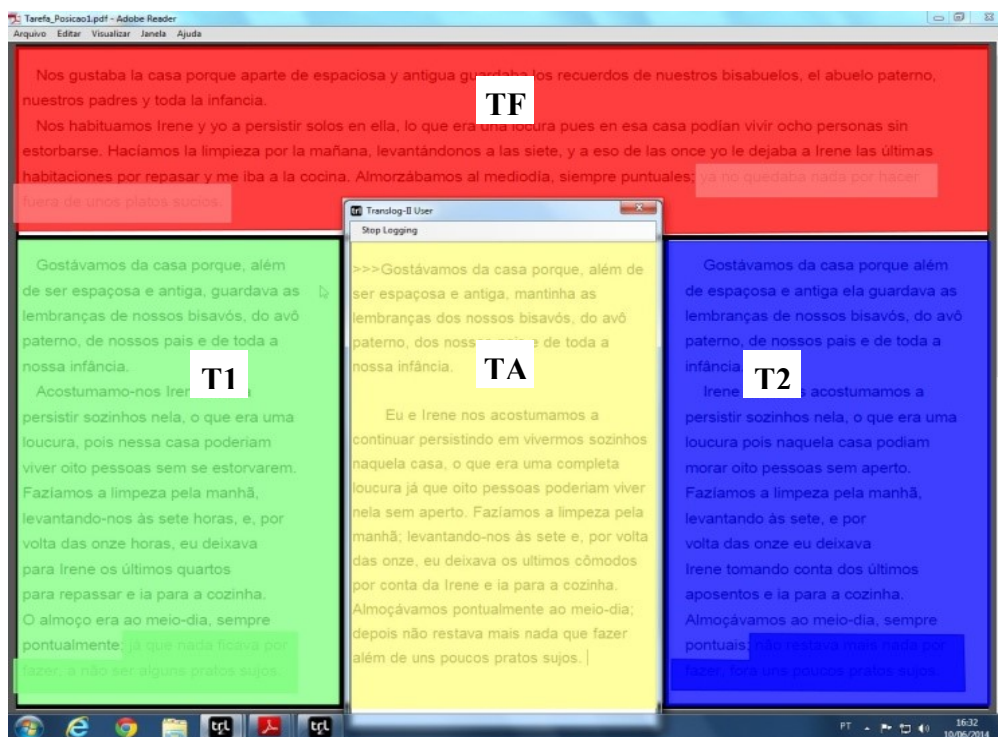 Tarefa_Posicao1.pdf - Adobe Reader
Arquivo Editar Visualizar Janela Ajuda
Nos gustaba la casa porque aparte de espaciosa y antigua guardaba los recuerdos de nuestros bisabuelos, el abuelo paterno,
nuestros padres y toda la infancia.
TF
Nos habituamos Irene y yo a persistir solos en ella, lo que era una locura pues en esa casa podían vivir ocho personas sin
estorbarse. Hacíamos la limpieza por la mañana, levantándonos a las siete, y a eso de las once yo le dejaba a Irene las últimas
habitaciones por repasar y me iba a la cocina. Almorzábamos al mediodía, siempre puntuales; ya no quedaba nada por hacer
fuera de unos platos sucios.
Gostávamos da casa porque, além
de ser espaçosa e antiga, guardava as
lembranças de nossos bisavós, do avô
paterno, de nossos pais e de toda a
nossa infância.
T1
Acostumamo-nos
persistir sozinhos nela, o que era uma
loucura, pois nessa casa poderiam
viver oito pessoas sem se estorvarem.
Fazíamos a limpeza pela manhã,
levantando-nos às sete horas, e, por
volta das onze horas, eu deixava
para Irene os últimos quartos
para repassar e ia para a cozinha.
O almoço era ao meio-dia, sempre
pontualmente; já que nada ficava por
fazer, a não ser alguns pratos sujos.
Translog-II User
Stop Logging
>>>Gostávamos da casa porque, além de
ser espaçosa e antiga, mantinha as
lembranças dos nossos bisavós, do avô
paterno, dos nossos pais e de toda a
nossa infância.
TA
Eu e Irene nos acostumamos a
continuar persistindo em vivermos sozinhos
naquela casa, o que era uma completa
loucura já que oito pessoas poderiam viver
nela sem aperto. Fazíamos a limpeza pela
manhã; levantando-nos às sete e, por volta
das onze, eu deixava os ultimos cômodos
por conta da Irene e ia para a cozinha.
Almoçávamos pontualmente ao meio-dia;
depois não restava mais nada que fazer
além de uns poucos pratos sujos.
Gostávamos da casa porque além
de espaçosa e antiga ela guardava as
lembranças de nossos bisavós, do avô
paterno, de nossos pais e de toda a
infância.
T2
Irene acostumamos a
persistir sozinhos nela, o que era uma
loucura pois naquela casa podiam
morar oito pessoas sem aperto.
Fazíamos a limpeza pela manhã,
levantando às sete, e por
volta das onze eu deixava
Irene tomando conta dos últimos
aposentos e ia para a cozinha.
Almoçávamos ao meio-dia, sempre
pontuais; não restava mais nada por
fazer, fora uns poucos pratos sujos.
trl trl
PT 16:32
10/06/2014